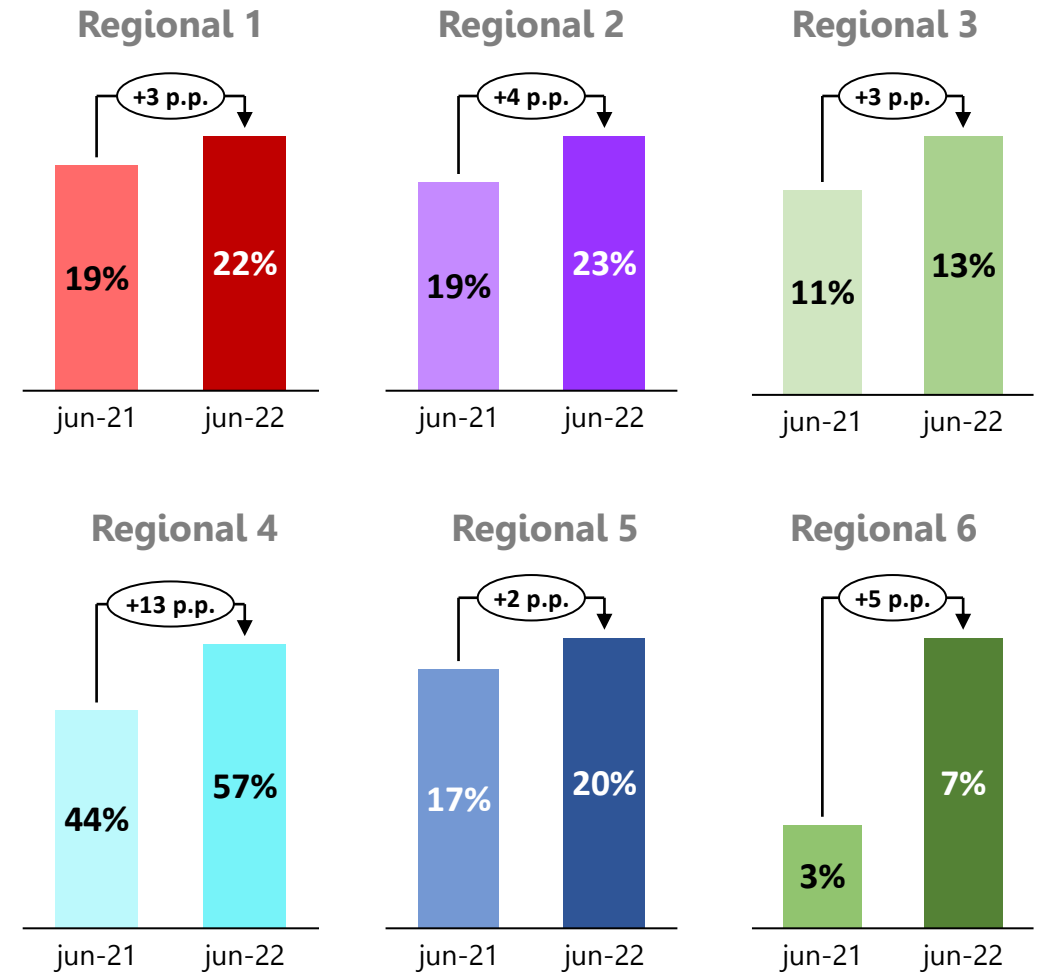 Regional 1
Regional 2
Regional 3
+3 p.p.
+4 p.p.
+3 p.p.
19%
22%
19%
23%
11%
13%
jun-21
jun-22
jun-21
jun-22
jun-21
jun-22
Regional 4
Regional 5
Regional 6
+13 p.p.
+2 p.p.
+5 p.p.
44%
57%
17%
20%
3%
7%
jun-21
jun-22
jun-21
jun-22
jun-21
jun-22